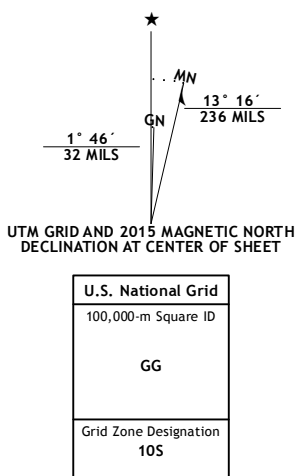 ★
MN
GN
13° 16´
236 MILS
1° 46´
32 MILS
UTM GRID AND 2015 MAGNETIC NORTH
DECLINATION AT CENTER OF SHEET
U.S. National Grid
100,000-m Square ID
GG
Grid Zone Designation
10S